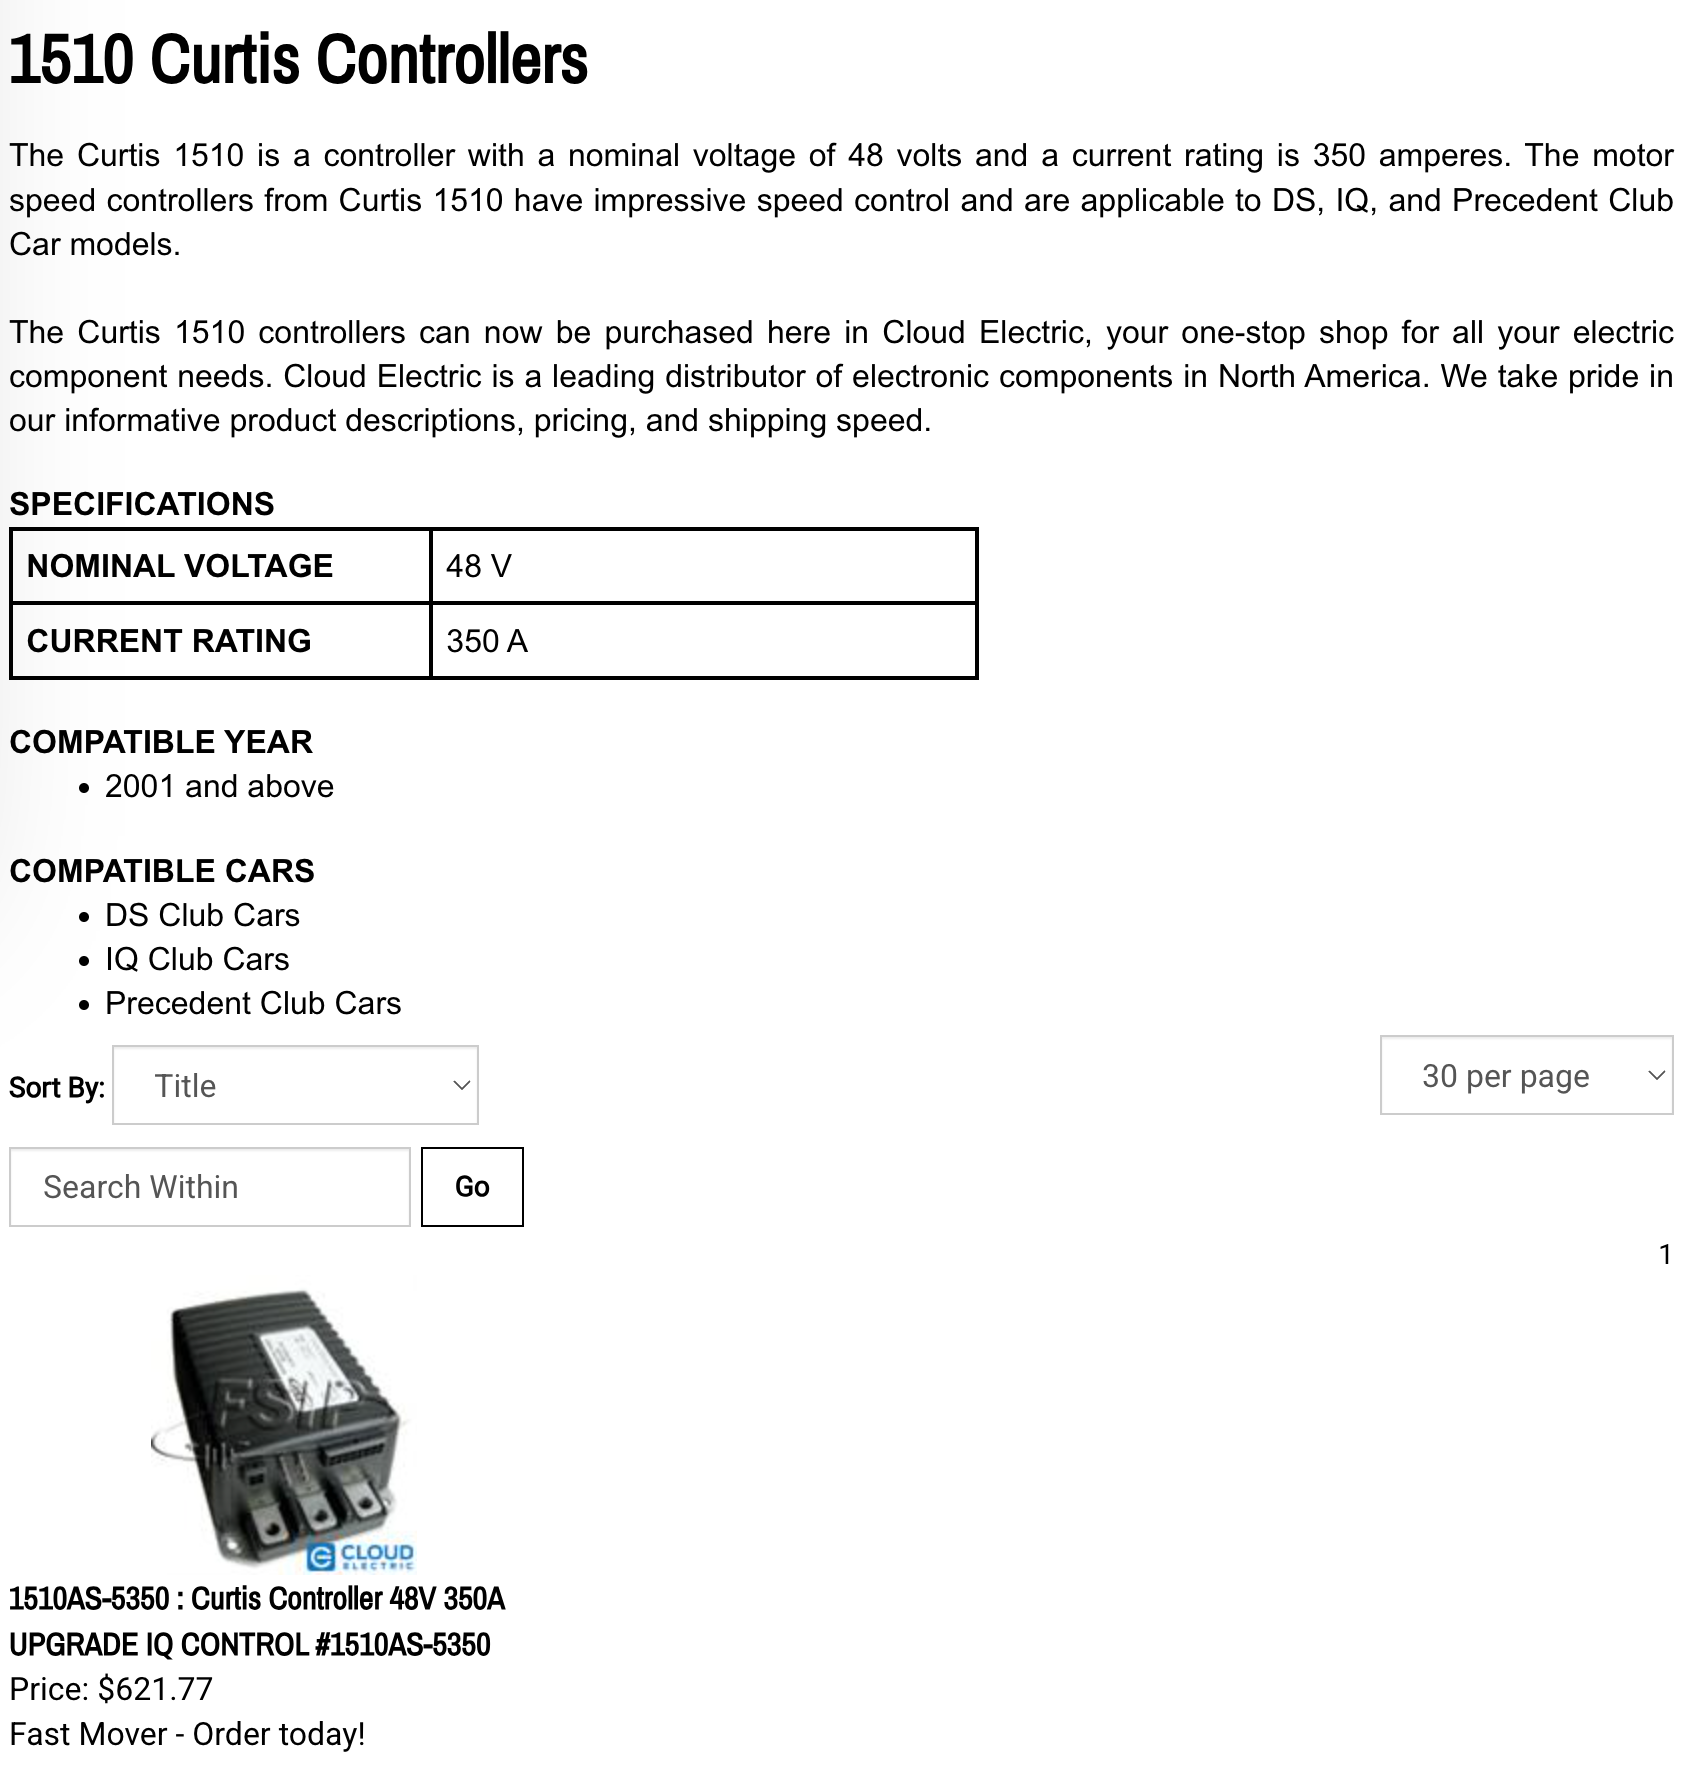 1510 Curtis Controllers
The Curtis 1510 is a controller with a nominal voltage of 48 volts and a current rating is 350 amperes. The motor
speed controllers from Curtis 1510 have impressive speed control and are applicable to DS, IQ, and Precedent Club
Car models.
The Curtis 1510 controllers can now be purchased here in Cloud Electric, your one-stop shop for all your electric
component needs. Cloud Electric is a leading distributor of electronic components in North America. We take pride in
our informative product descriptions, pricing, and shipping speed.
SPECIFICATIONS
NOMINAL VOLTAGE 48 V
CURRENT RATING 350 A
COMPATIBLE YEAR
• 2001 and above
COMPATIBLE CARS
• DS Club Cars
• IQ Club Cars
• Precedent Club Cars
Sort By: Title 30 per page
Search Within Go
1
FSIP
CLOUD
ELECTRIC
1510AS-5350 : Curtis Controller 48V 350A
UPGRADE IQ CONTROL #1510AS-5350
Price: $621.77
Fast Mover - Order today!